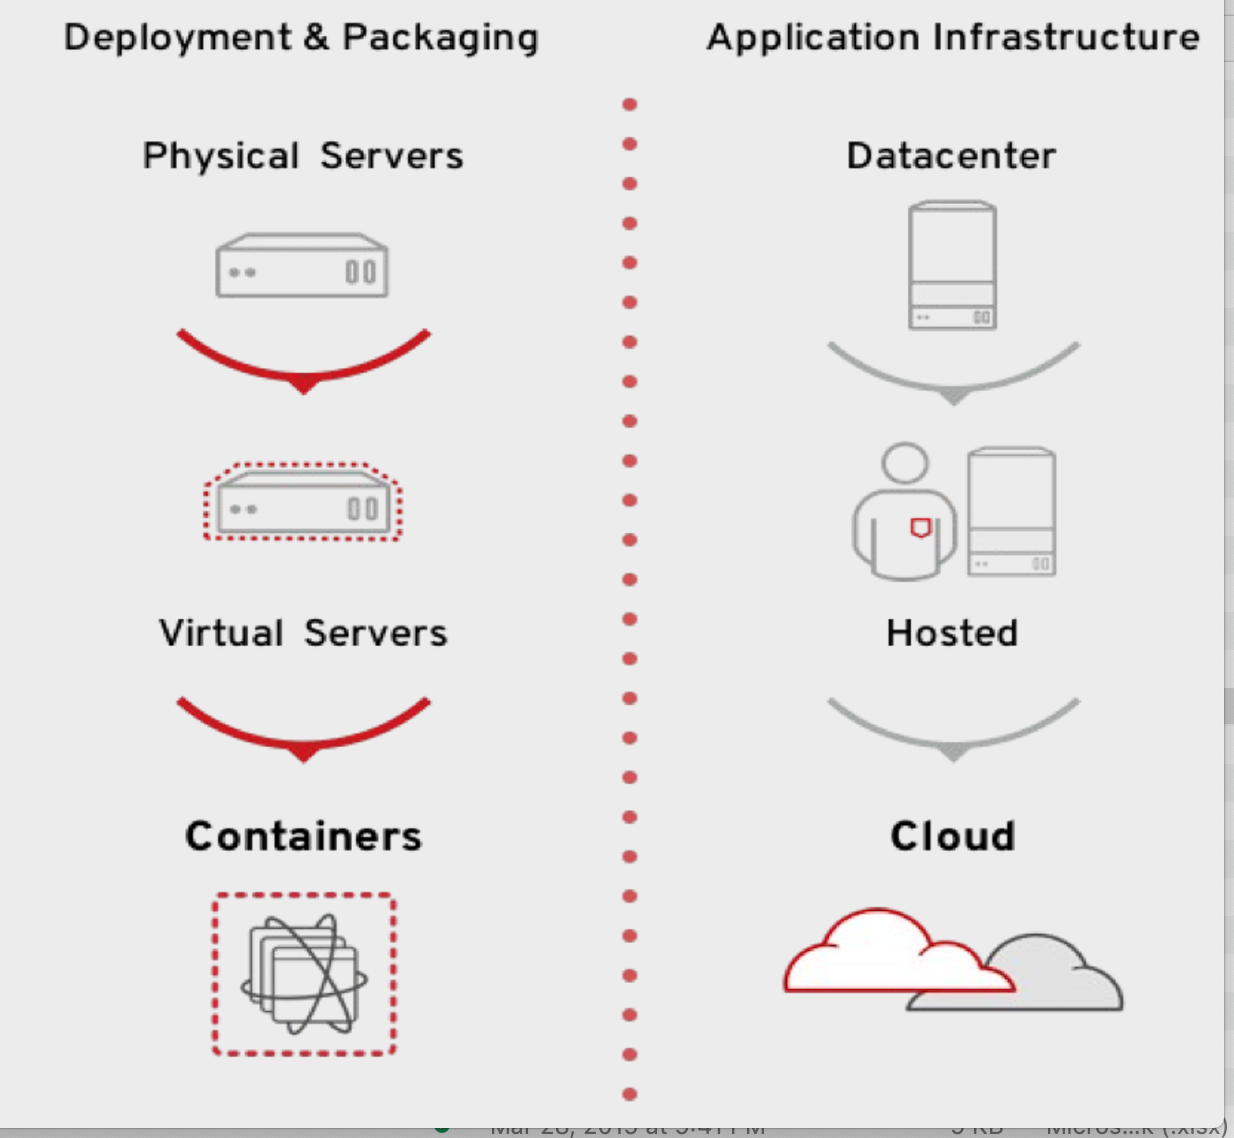 Deployment & Packaging
Application Infrastructure
Physical Servers
Datacenter
Virtual Servers
Hosted
Containers
Cloud